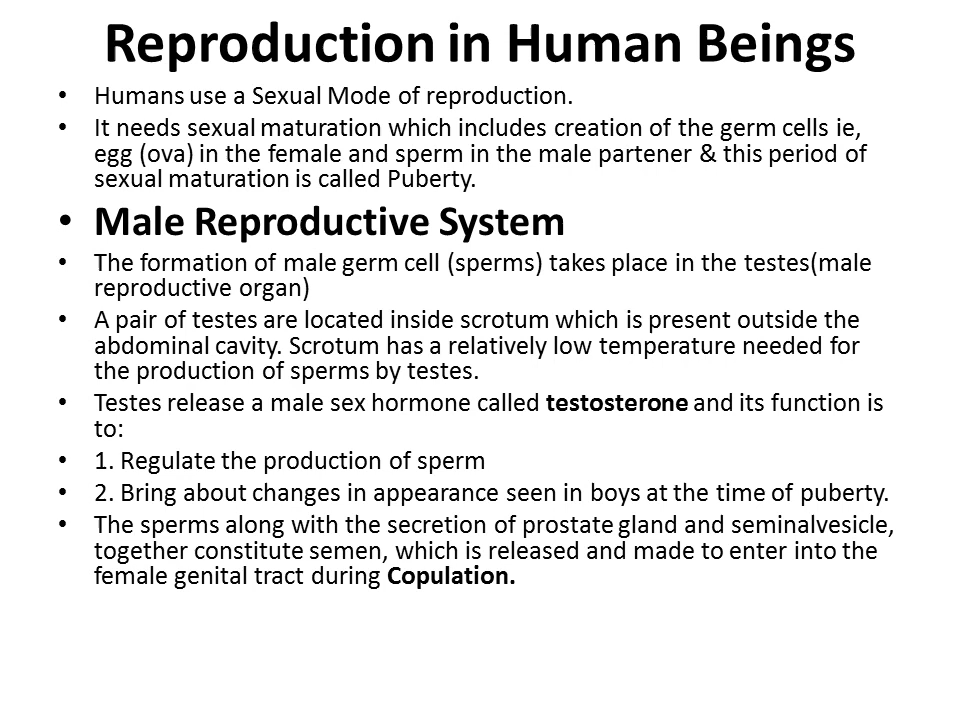 Reproduction in Human Beings
• Humans use a Sexual Mode of reproduction.
• It needs sexual maturation which includes creation of the germ cells ie,
egg (ova) in the female and sperm in the male partener & this period of
sexual maturation is called Puberty.
• Male Reproductive System
• The formation of male germ cell (sperms) takes place in the testes(male
reproductive organ)
• A pair of testes are located inside scrotum which is present outside the
abdominal cavity. Scrotum has a relatively low temperature needed for
the production of sperms by testes.
• Testes release a male sex hormone called testosterone and its function is
to:
• 1. Regulate the production of sperm
• 2. Bring about changes in appearance seen in boys at the time of puberty.
• The sperms along with the secretion of prostate gland and seminalvesicle,
together constitute semen, which is released and made to enter into the
female genital tract during Copulation.